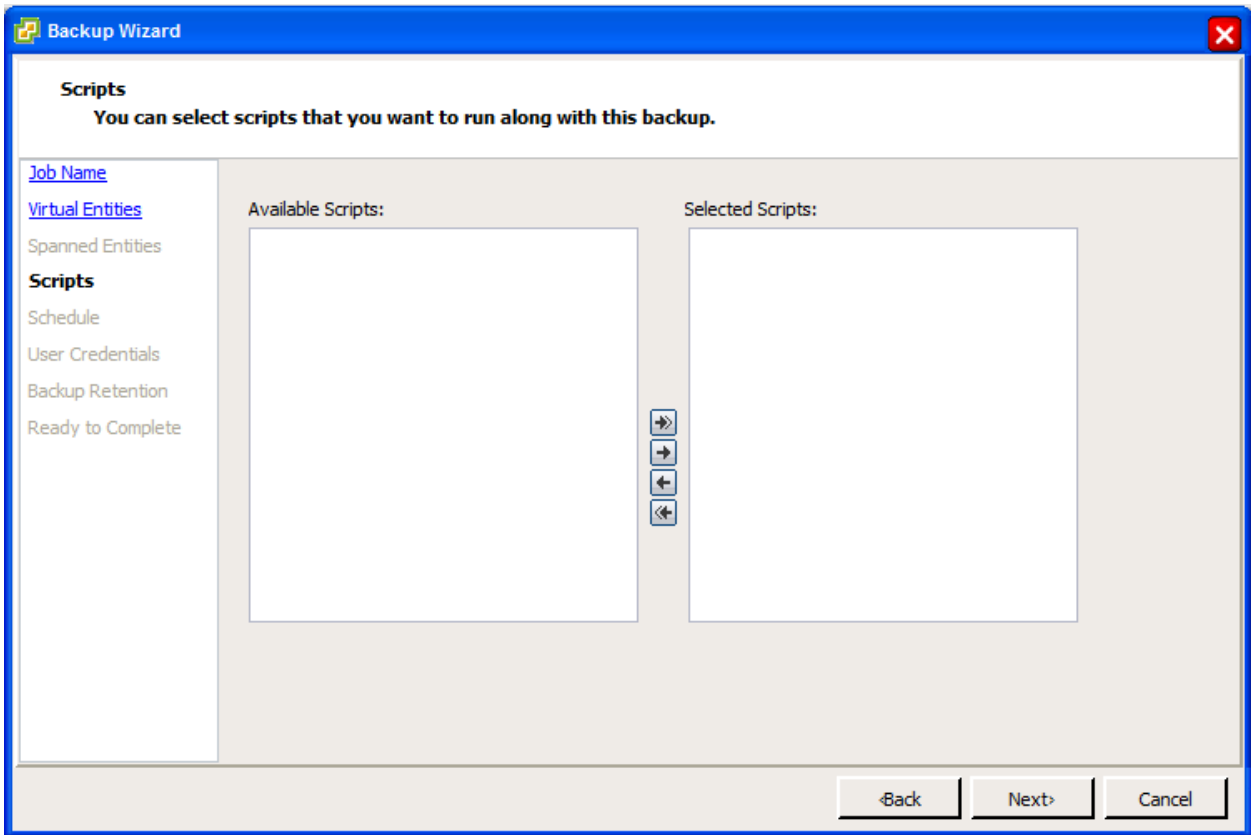 Backup Wizard
Scripts
You can select scripts that you want to run along with this backup.
Job Name
Virtual Entities
Spanned Entities
Scripts
Schedule
User Credentials
Backup Retention
Ready to Complete
Available Scripts:
Selected Scripts:
‹Back
Next›
Cancel